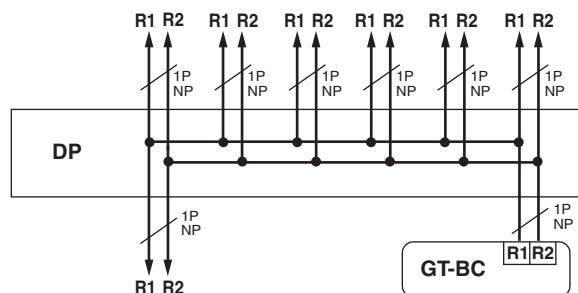 R1 R2 R1 R2 R1 R2 R1 R2 R1 R2 R1 R2
1P 1P 1P 1P 1P 1P
NP NP NP NP NP NP
DP
1P
NP
1P
NP
R1 R2
GT-BC
R1 R2